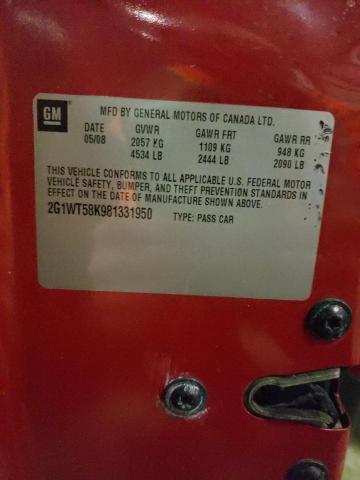 GM
MFD BY GENERAL MOTORS OF CANADA LTD.
DATE GVWR GAWR FRT GAWR RR
05/08 2057 KG 1109 KG 948 KG
4534 LB 2444 LB 2090 LB
THIS VEHICLE CONFORMS TO ALL APPLICABLE U.S. FEDERAL MOTOR
VEHICLE SAFETY, BUMPER, AND THEFT PREVENTION STANDARDS IN
EFFECT ON THE DATE OF MANUFACTURE SHOWN ABOVE.
2G1WT58K981331950 TYPE: PASS CAR